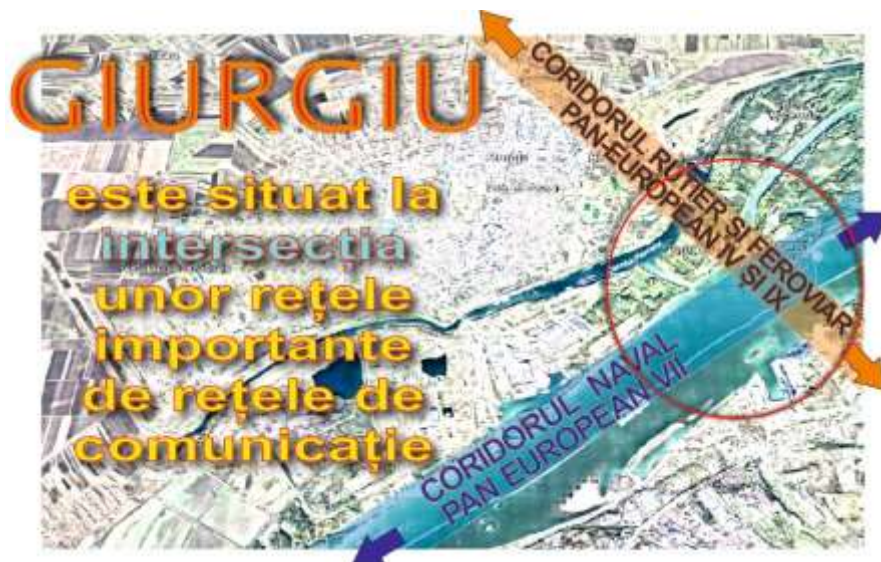 GIURGIU
este situat la
intersecția
unor rețele
importante
de rețele de
comunicație
CORIDORUL RUTIER ȘI FEROVIAR
PAN-EUROPEAN IV ȘI IX
CORIDORUL NAVAL
PAN EUROPEAN VII